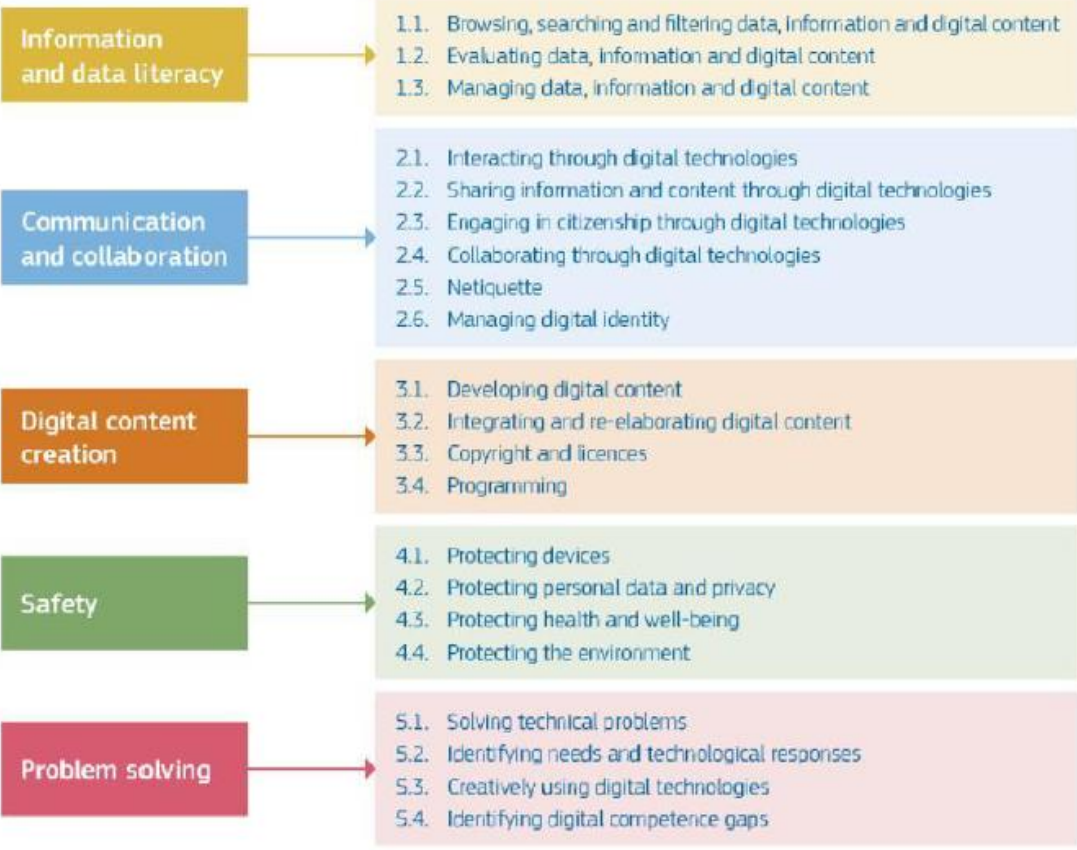 Information
and data literacy
1.1. Browsing, searching and filtering data, information and digital content
1.2. Evaluating data, information and digital content
1.3. Managing data, information and digital content
Communication
and collaboration
2.1. Interacting through digital technologies
2.2. Sharing information and content through digital technologies
2.3. Engaging in citizenship through digital technologies
2.4. Collaborating through digital technologies
2.5. Netiquette
2.6. Managing digital identity
Digital content
creation
3.1. Developing digital content
3.2. Integrating and re-elaborating digital content
3.3. Copyright and licences
3.4. Programming
Safety
4.1. Protecting devices
4.2. Protecting personal data and privacy
4.3. Protecting health and well-being
4.4. Protecting the environment
Problem solving
5.1. Solving technical problems
5.2. Identifying needs and technological responses
5.3. Creatively using digital technologies
5.4. Identifying digital competence gaps